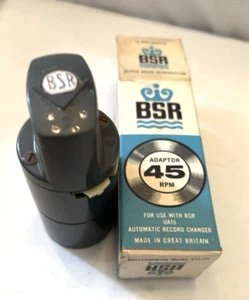 BSR
BSR
ADAPTOR
45
RPM
FOR USE WITH BSR
UA15
AUTOMATIC RECORD CHANGER
MADE IN GREAT BRITAIN
BSR